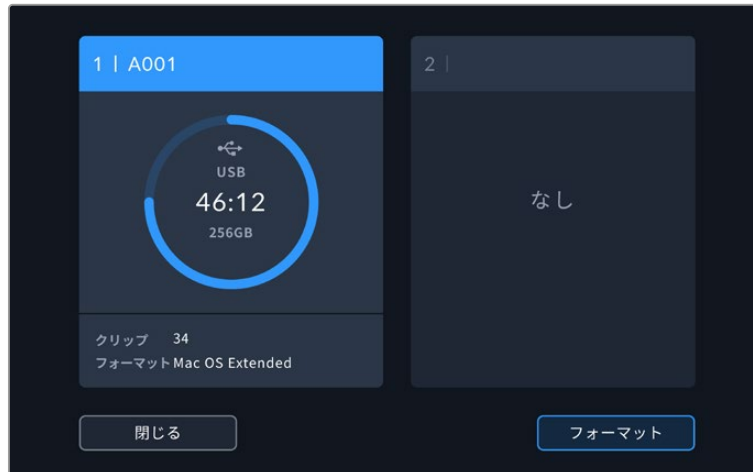 1 | A001
USB
46:12
256GB
クリップ 34
フォーマット Mac OS Extended
2 |
なし
閉じる
フォーマット